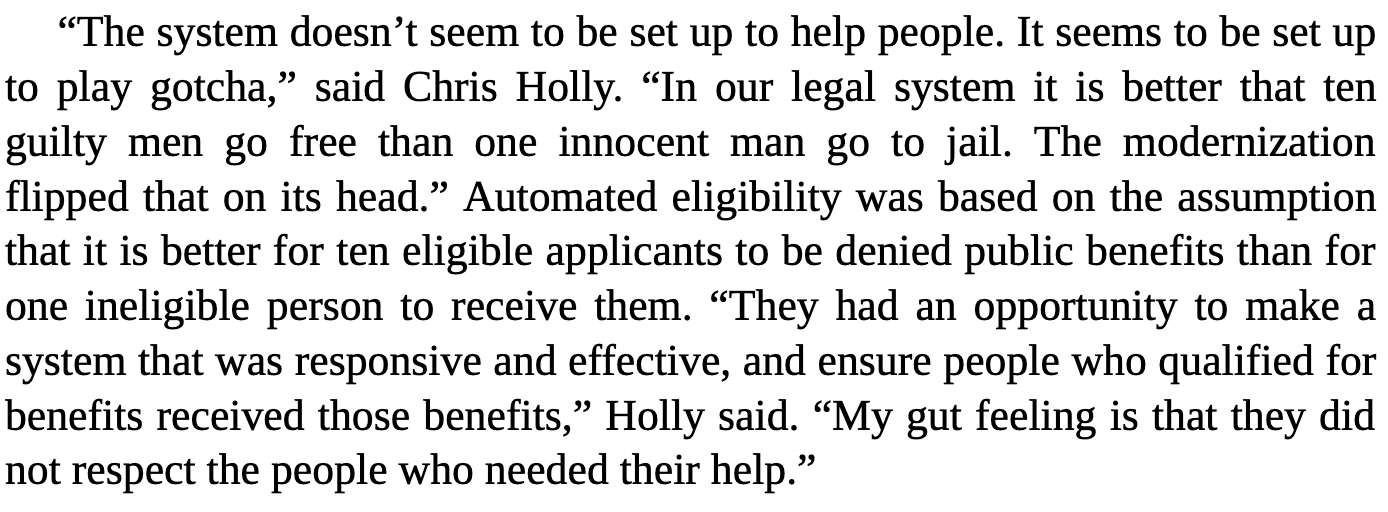 “The system doesn’t seem to be set up to help people. It seems to be set up
to play gotcha,” said Chris Holly. “In our legal system it is better that ten
guilty men go free than one innocent man go to jail. The modernization
flipped that on its head.” Automated eligibility was based on the assumption
that it is better for ten eligible applicants to be denied public benefits than for
one ineligible person to receive them. “They had an opportunity to make a
system that was responsive and effective, and ensure people who qualified for
benefits received those benefits,” Holly said. “My gut feeling is that they did
not respect the people who needed their help.”